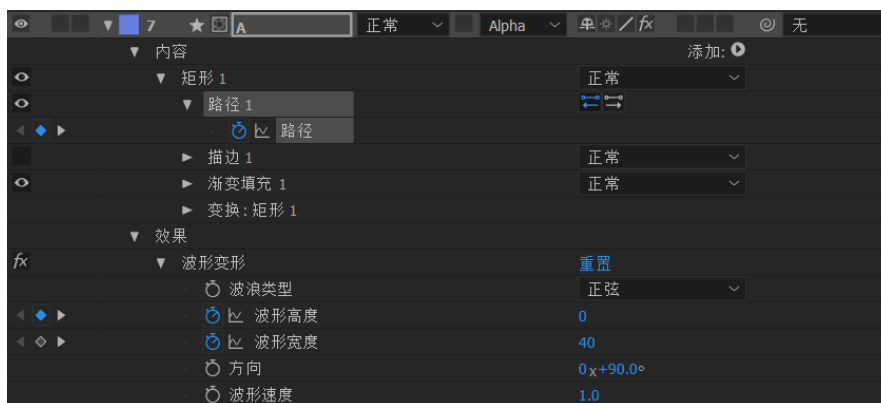 7 A 正常 Alpha fx 无
内容 添加:
矩形 1 正常
路径 1
路径
描边 1 正常
渐变填充 1 正常
变换:矩形 1
效果
fx 波形变形 重置
波浪类型 正弦
波形高度 0
波形宽度 40
方向 0x+90.0°
波形速度 1.0